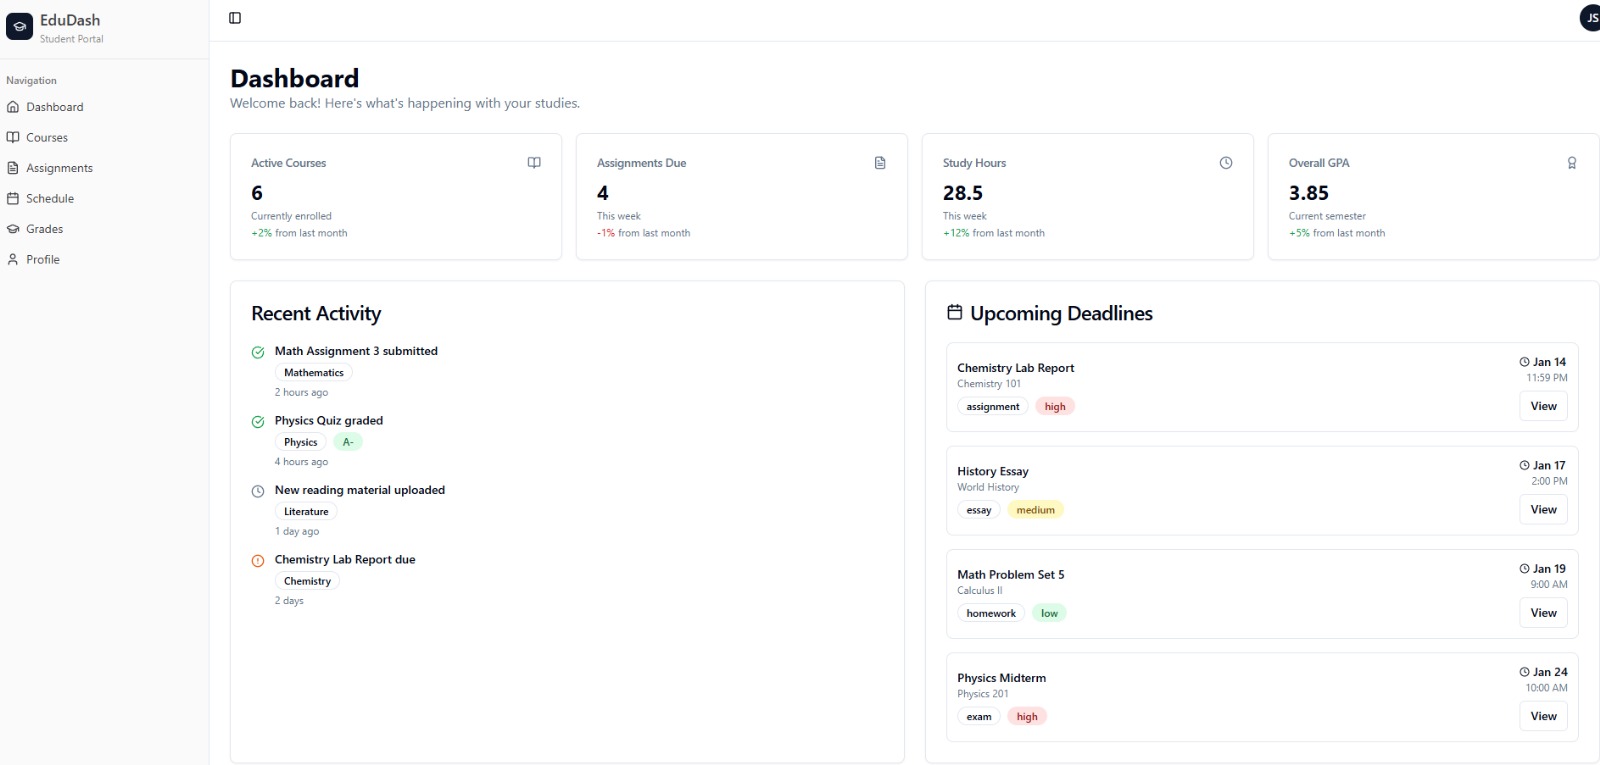 EduDash
Student Portal
JS
Navigation
Dashboard
Courses
Assignments
Schedule
Grades
Profile
Dashboard
Welcome back! Here's what's happening with your studies.
Active Courses
6
Currently enrolled
+2% from last month
Assignments Due
4
This week
-1% from last month
Study Hours
28.5
This week
+12% from last month
Overall GPA
3.85
Current semester
+5% from last month
Recent Activity
Math Assignment 3 submitted
Mathematics
2 hours ago
Physics Quiz graded
Physics A-
4 hours ago
New reading material uploaded
Literature
1 day ago
Chemistry Lab Report due
Chemistry
2 days
Upcoming Deadlines
Chemistry Lab Report
Chemistry 101
assignment high
Jan 14
11:59 PM
View
History Essay
World History
essay medium
Jan 17
2:00 PM
View
Math Problem Set 5
Calculus II
homework low
Jan 19
9:00 AM
View
Physics Midterm
Physics 201
exam high
Jan 24
10:00 AM
View